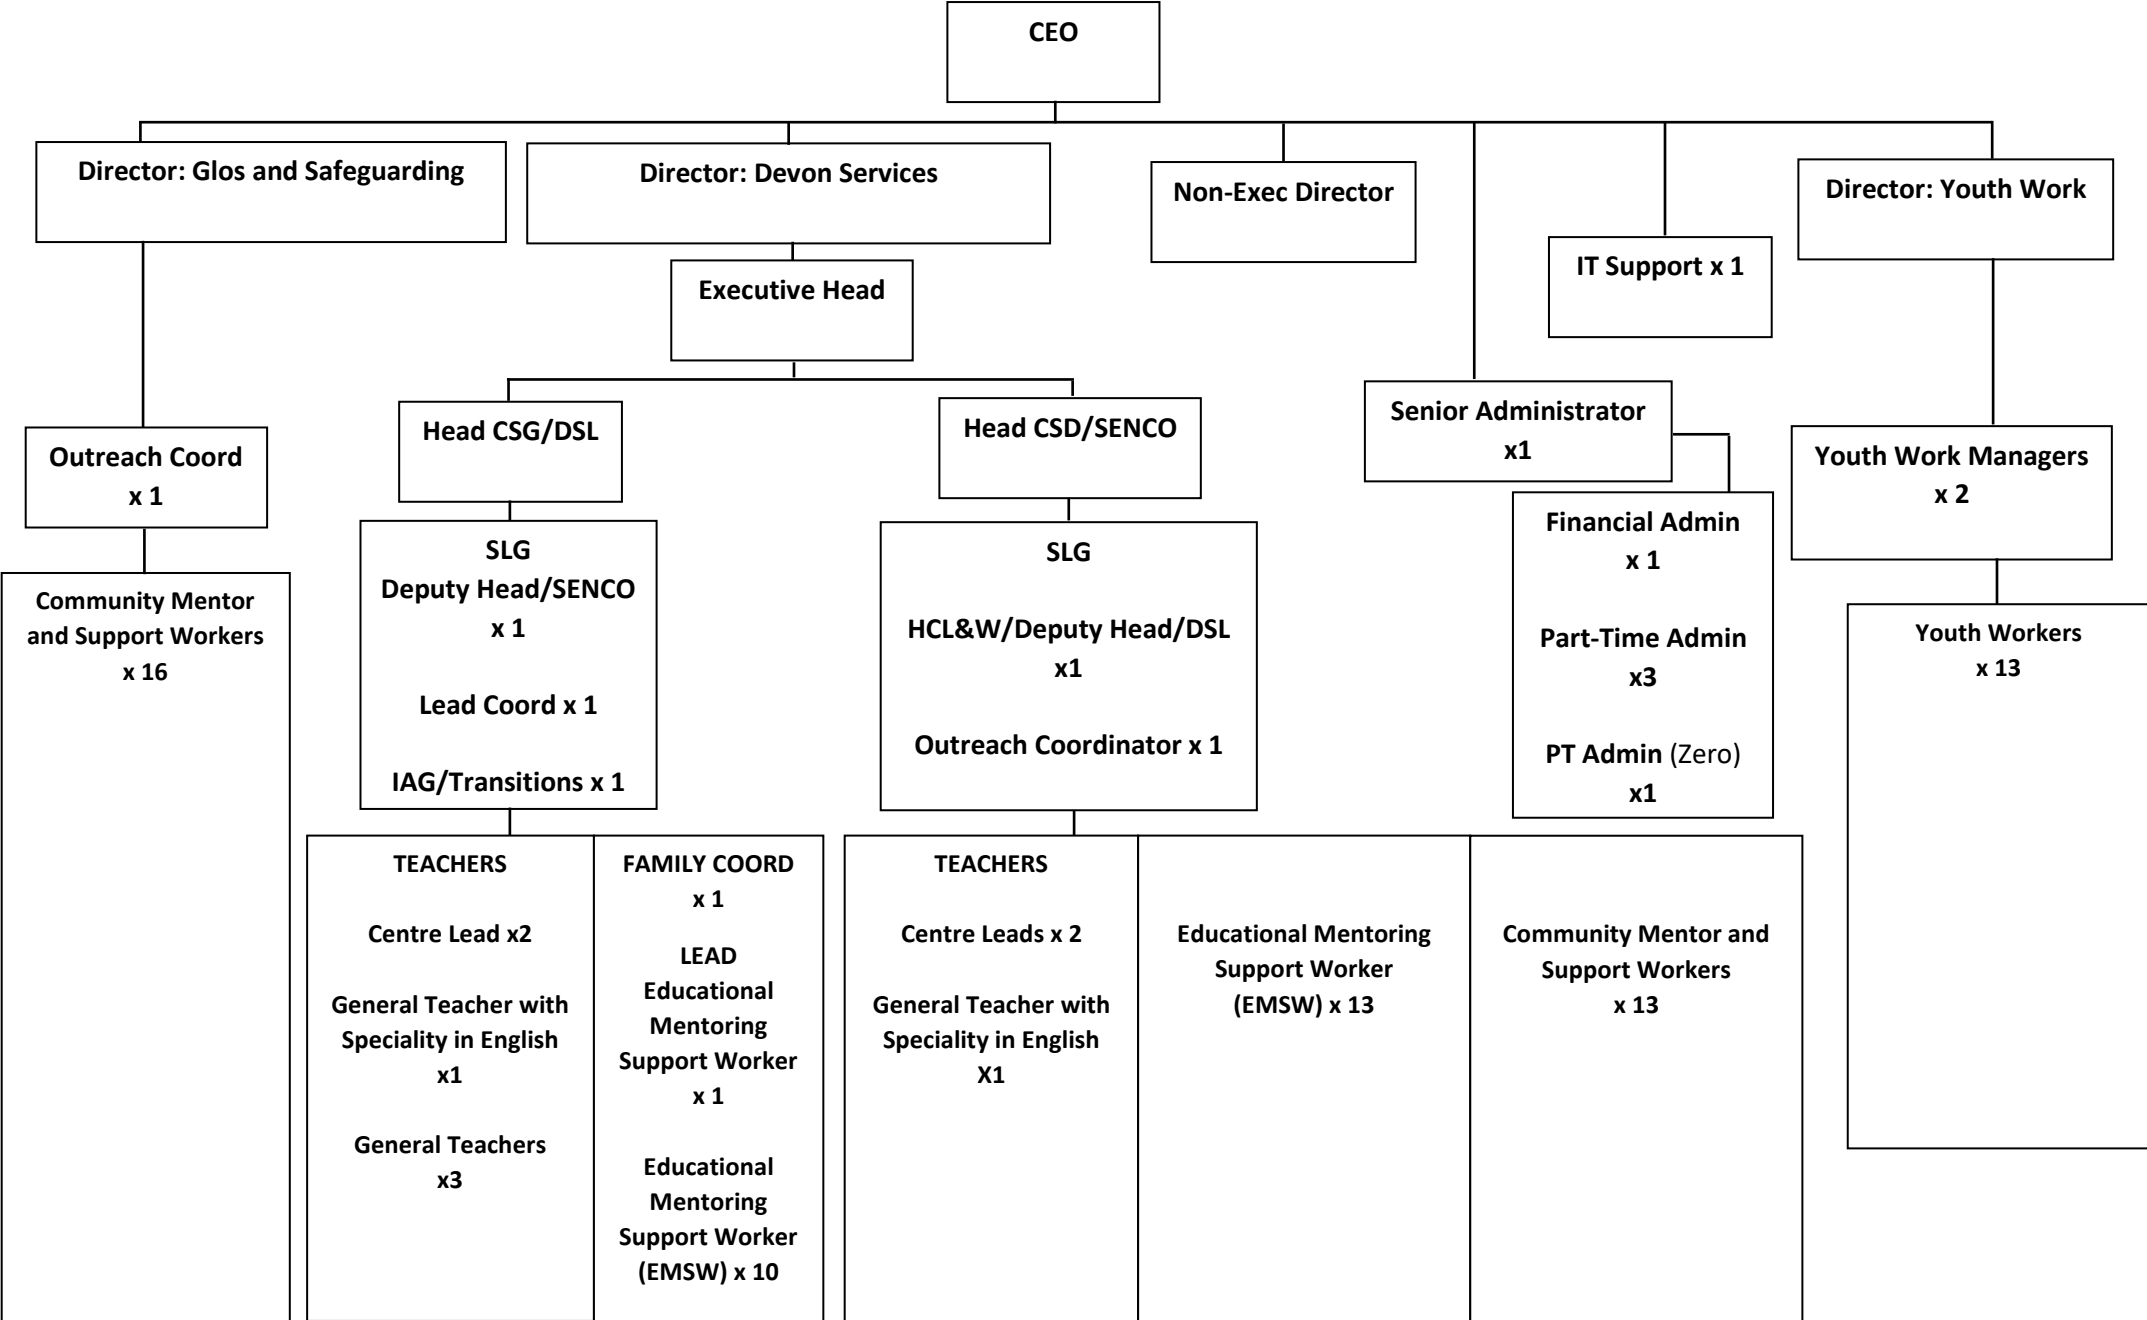 CEO
Director: Glos and Safeguarding
Director: Devon Services
Non-Exec Director
Director: Youth Work
IT Support x 1
Executive Head
Head CSG/DSL
Head CSD/SENCO
Senior Administrator
x1
Outreach Coord
x 1
Youth Work Managers
x 2
SLG
Deputy Head/SENCO
x 1
Lead Coord x 1
IAG/Transitions x 1
SLG
HCL&W/Deputy Head/DSL
x1
Outreach Coordinator x 1
Financial Admin
x 1
Part-Time Admin
x3
PT Admin (Zero)
x1
Community Mentor
and Support Workers
x 16
Youth Workers
x 13
TEACHERS
Centre Lead x2
General Teacher with
Speciality in English
x1
General Teachers
x3
FAMILY COORD
x 1
LEAD
Educational
Mentoring
Support Worker
x 1
Educational
Mentoring
Support Worker
(EMSW) x 10
TEACHERS
Centre Leads x 2
General Teacher with
Speciality in English
X1
Educational Mentoring
Support Worker
(EMSW) x 13
Community Mentor and
Support Workers
x 13